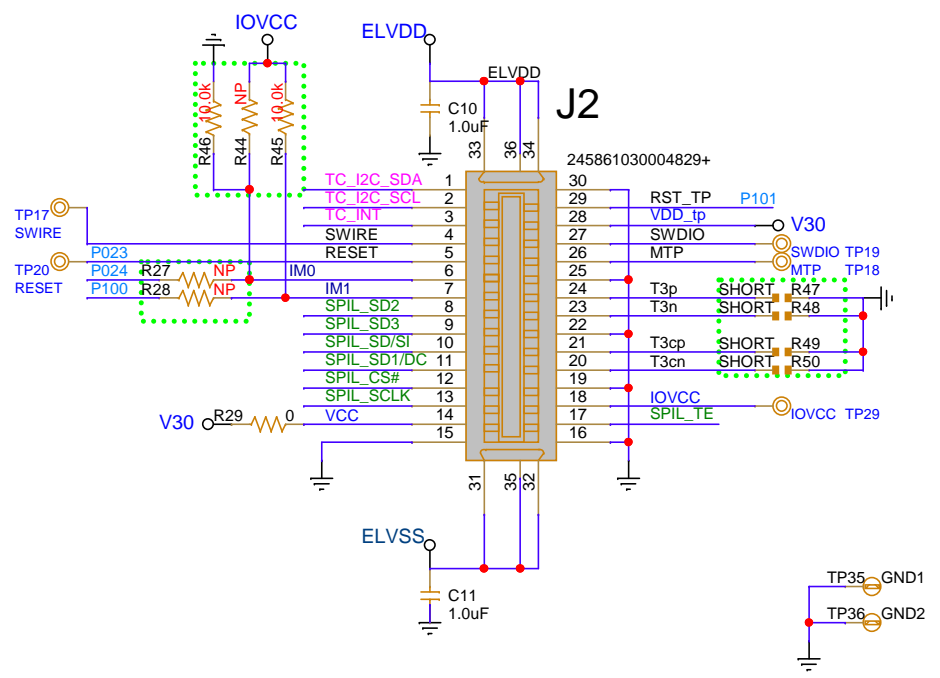 IOVCC
ELVDD
ELVDD
J2
10.0k
NP
10.0k
R46
R44
R45
C10
1.0uF
33
36
34
245861030004829+
TC_I2C_SDA 1
TC_I2C_SCL 2
TC_INT 3
SWIRE 4
RESET 5
6
IM0
IM1 7
SPIL_SD2 8
SPIL_SD3 9
SPIL_SD/SI 10
SPIL_SD1/DC 11
SPIL_CS# 12
SPIL_SCLK 13
VCC 14
15
TP17
SWIRE
TP20
RESET
P023
P024 R27 NP
P100 R28 NP
V30 R29 0
30
29 RST_TP P101
28 VDD_tp V30
27 SWDIO
SWDIO TP19
26 MTP
MTP TP18
25
24 T3p SHORT R47
23 T3n SHORT R48
22
21 T3cp SHORT R49
20 T3cn SHORT R50
19
18 IOVCC
IOVCC TP29
17 SPIL_TE
16
31
35
32
ELVSS
C11
1.0uF
TP35 GND1
TP36 GND2